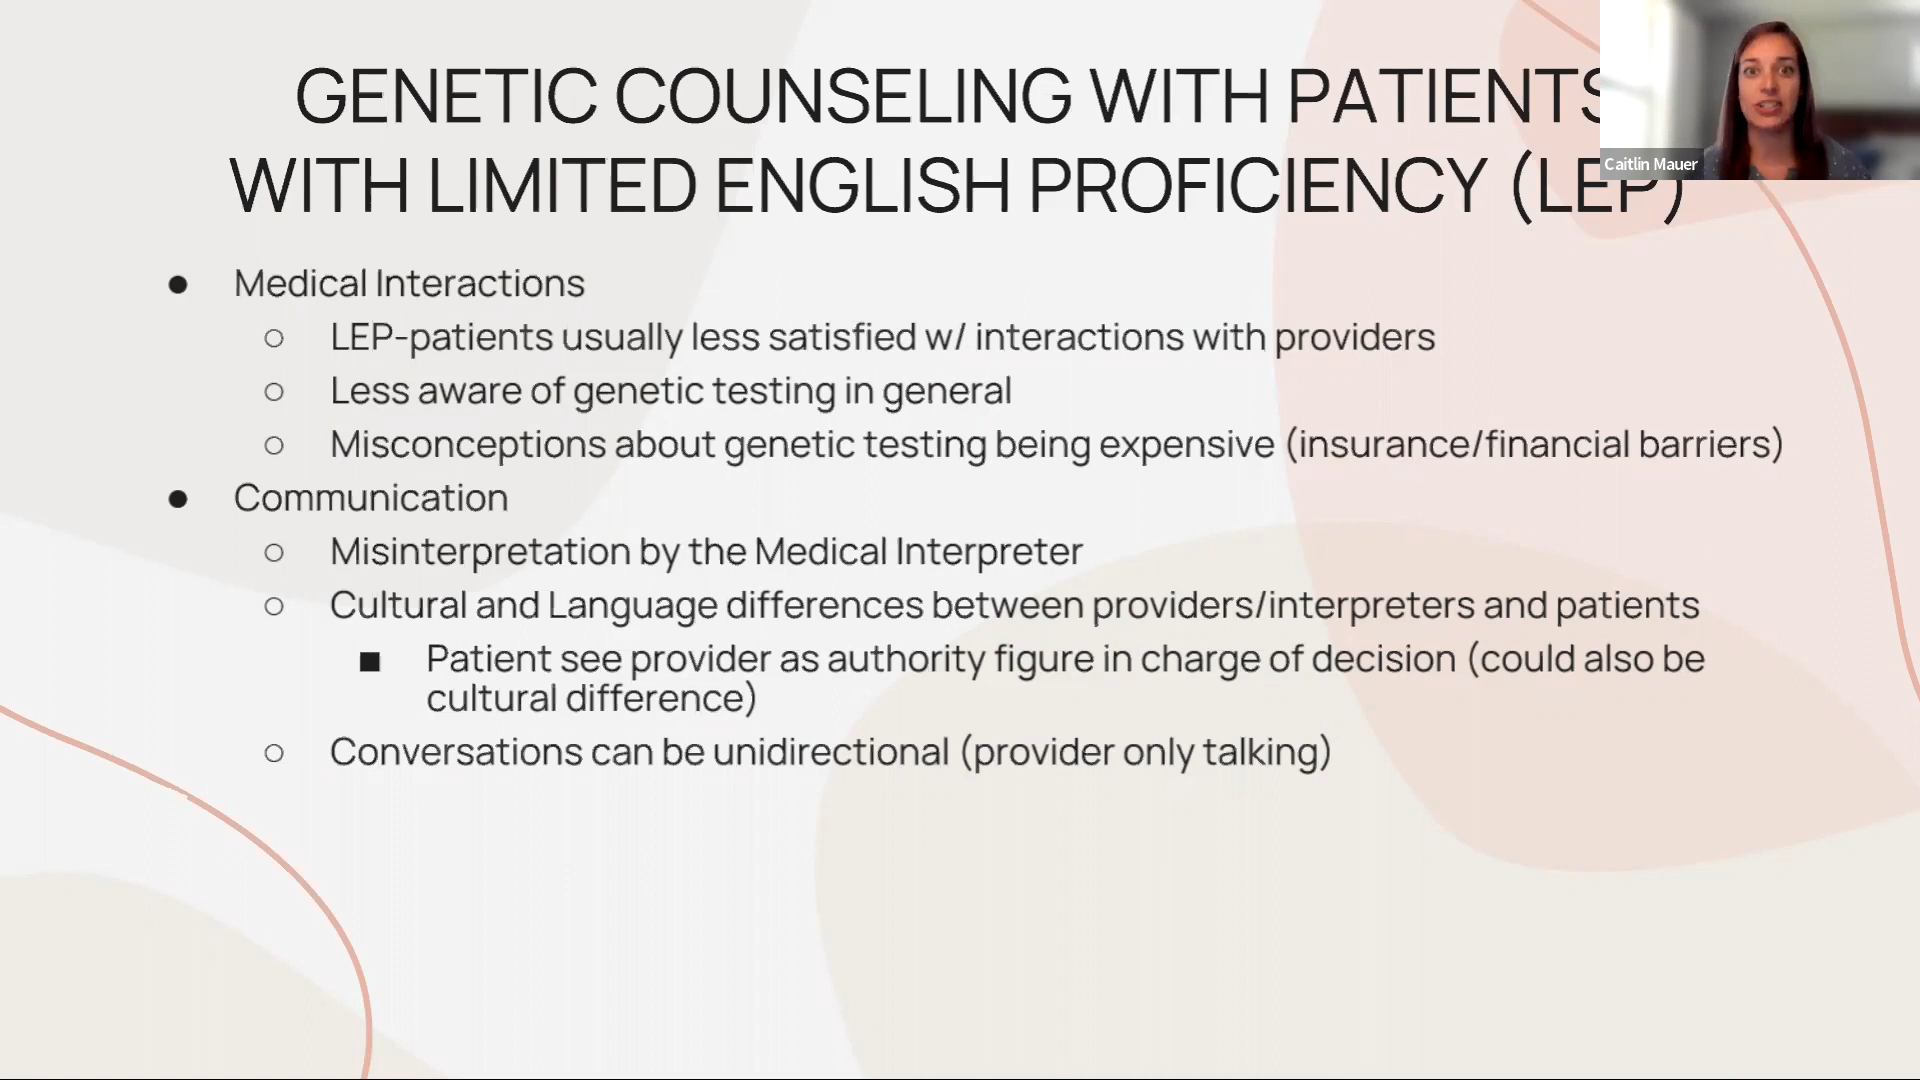 GENETIC COUNSELING WITH PATIENTS
WITH LIMITED ENGLISH PROFICIENCY (LEP)
Caitlin Mauer
● Medical Interactions
○ LEP-patients usually less satisfied w/ interactions with providers
○ Less aware of genetic testing in general
○ Misconceptions about genetic testing being expensive (insurance/financial barriers)
● Communication
○ Misinterpretation by the Medical Interpreter
○ Cultural and Language differences between providers/interpreters and patients
■ Patient see provider as authority figure in charge of decision (could also be
cultural difference)
○ Conversations can be unidirectional (provider only talking)